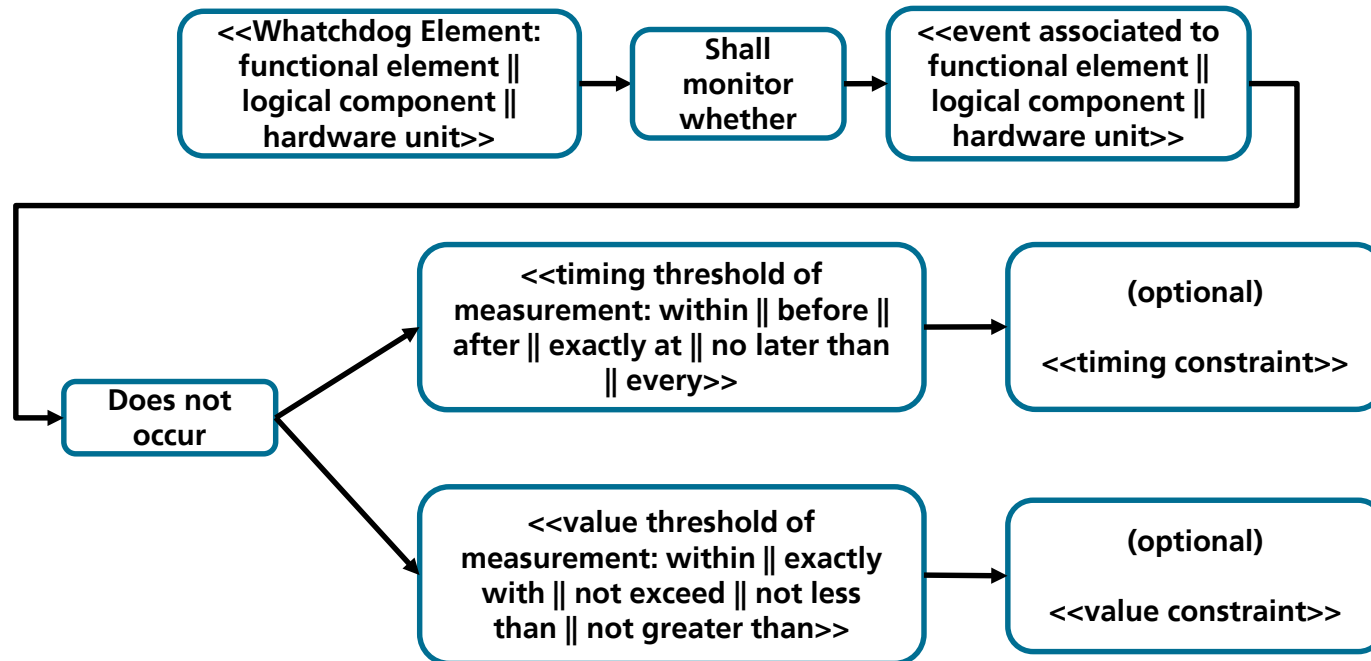 <<Whatchdog Element:
functional element ||
logical component ||
hardware unit>>
Shall
monitor
whether
<<event associated to
functional element ||
logical component ||
hardware unit>>
<<timing threshold of
measurement: within || before ||
after || exactly at || no later than
|| every>>
(optional)
<<timing constraint>>
Does not
occur
<<value threshold of
measurement: within || exactly
with || not exceed || not less
than || not greater than>>
(optional)
<<value constraint>>